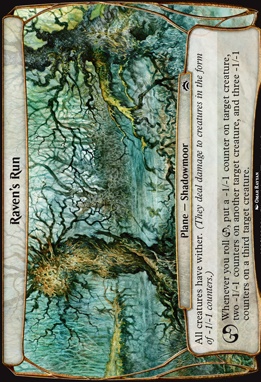 Raven's Run
Plane — Shadowmoor
All creatures have wither. (They deal damage to creatures in the form
of -1/-1 counters.)
Whenever you roll , put a -1/-1 counter on target creature,
two -1/-1 counters on another target creature, and three -1/-1
counters on a third target creature.
Omar Rayyan